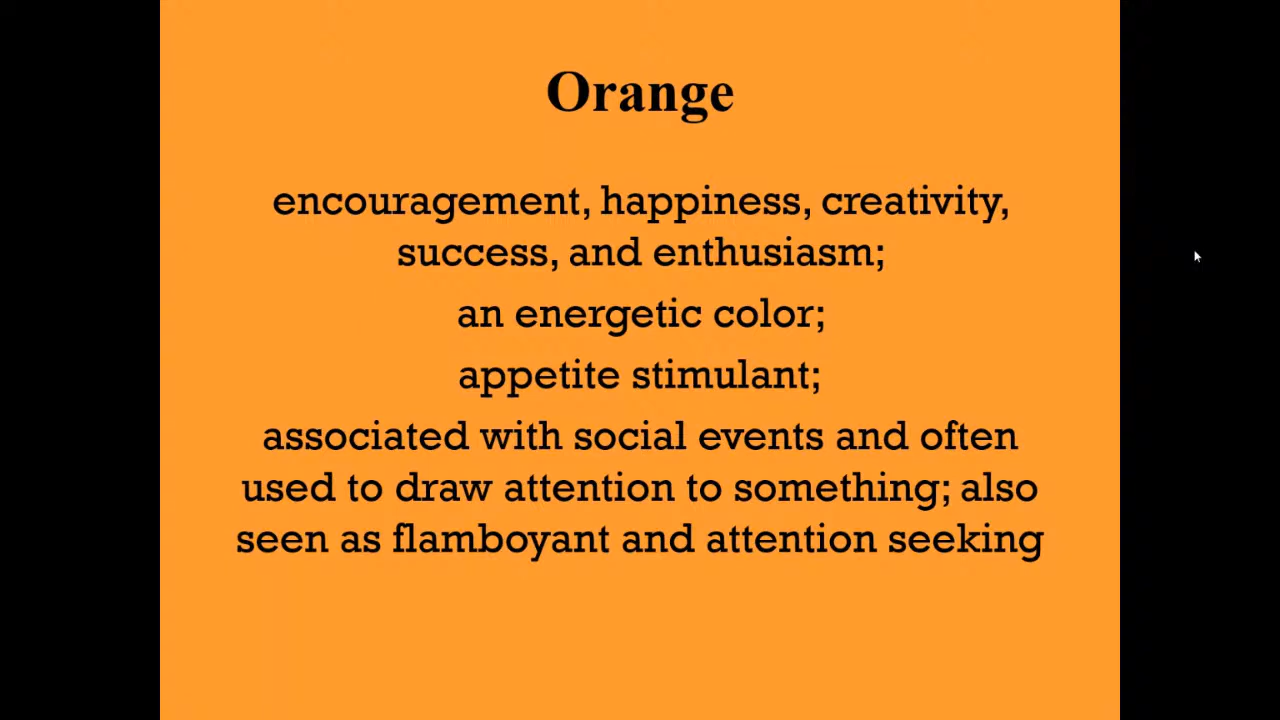 Orange
encouragement, happiness, creativity,
success, and enthusiasm;
an energetic color;
appetite stimulant;
associated with social events and often
used to draw attention to something; also
seen as flamboyant and attention seeking